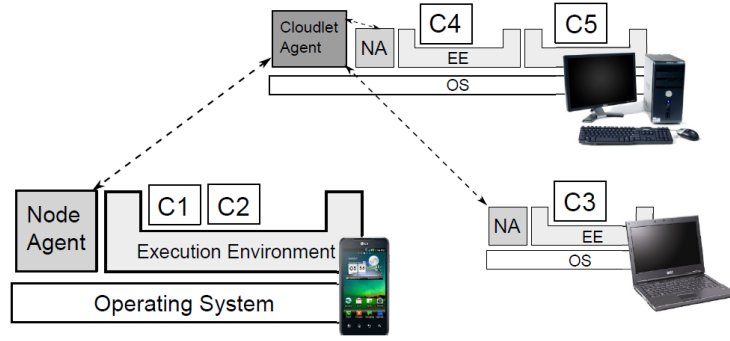 Cloudlet
Agent
NA
C4
C5
EE
OS
Node
Agent
C1
C2
Execution Environment
Operating System
NA
C3
EE
OS